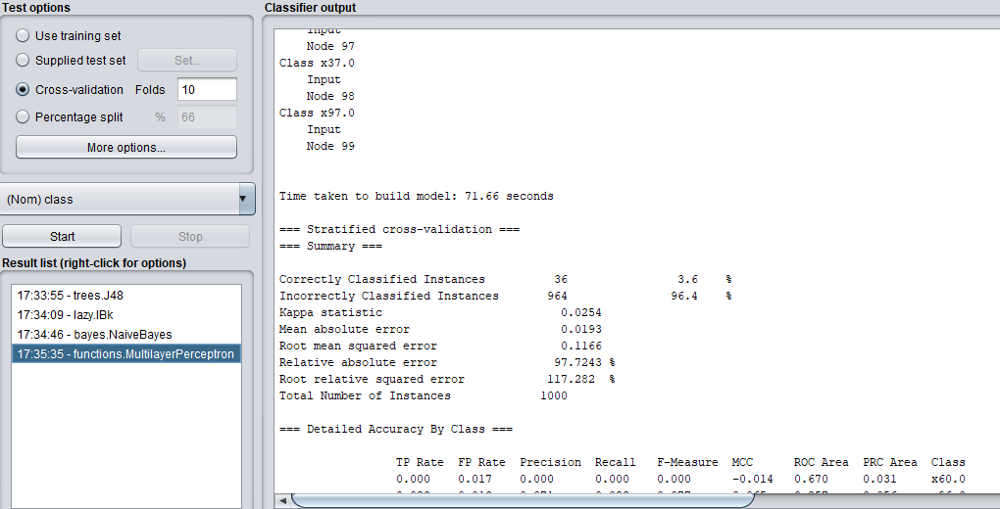 Test options
Use training set
Supplied test set Set...
Cross-validation Folds 10
Percentage split % 66
More options...
(Nom) class
Start Stop
Result list (right-click for options)
17:33:55 - trees.J48
17:34:09 - lazy.IBk
17:34:46 - bayes.NaiveBayes
17:35:35 - functions.MultilayerPerceptron
Classifier output
Input
Node 97
Class x37.0
Input
Node 98
Class x97.0
Input
Node 99
Time taken to build model: 71.66 seconds
=== Stratified cross-validation ===
=== Summary ===
Correctly Classified Instances 36 3.6 %
Incorrectly Classified Instances 964 96.4 %
Kappa statistic 0.0254
Mean absolute error 0.0193
Root mean squared error 0.1166
Relative absolute error 97.7243 %
Root relative squared error 117.282 %
Total Number of Instances 1000
=== Detailed Accuracy By Class ===
TP Rate FP Rate Precision Recall F-Measure MCC ROC Area PRC Area Class
0.000 0.017 0.000 0.000 0.000 -0.014 0.670 0.031 x60.0